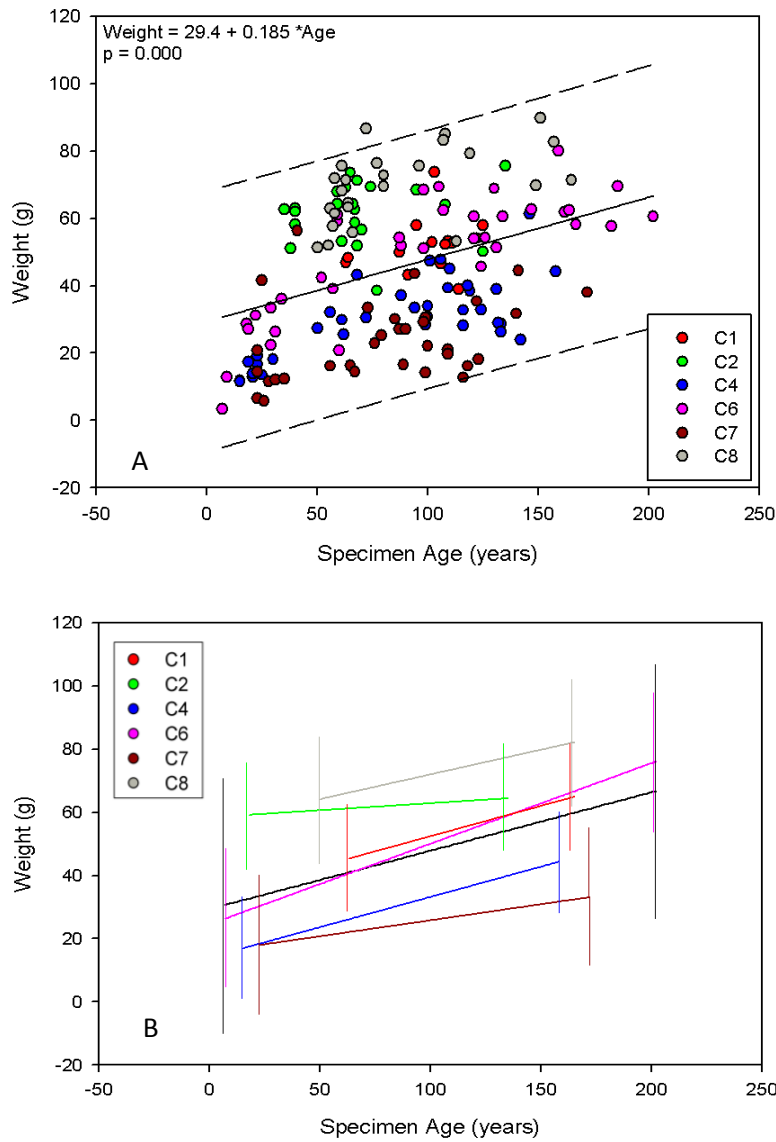 Weight = 29.4 + 0.185 *Age
p = 0.000
120
100
80
60
40
20
0
-20
Weight (g)
A
C1
C2
C4
C6
C7
C8
-50
0
50
100
150
200
250
Specimen Age (years)
120
100
80
60
40
20
0
-20
Weight (g)
C1
C2
C4
C6
C7
C8
B
-50
0
50
100
150
200
250
Specimen Age (years)